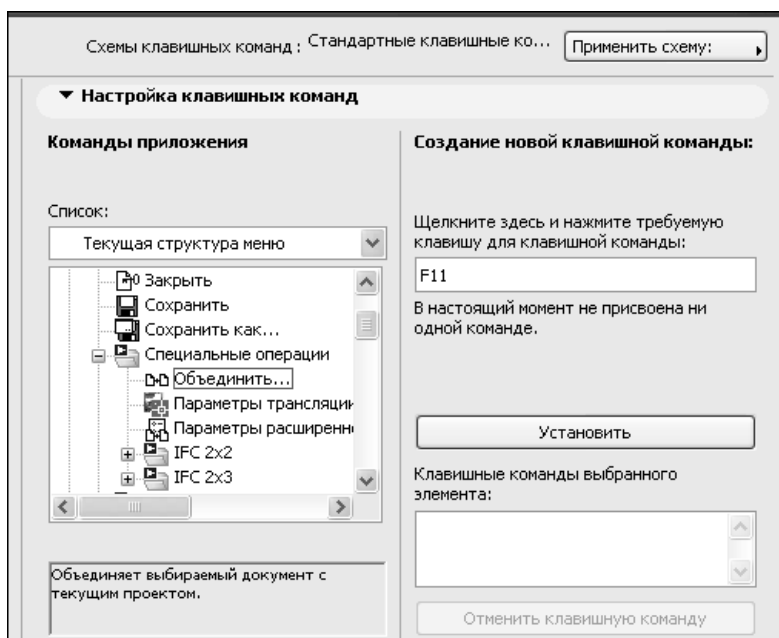 Схемы клавишных команд : Стандартные клавишные ко... Применить схему:
Настройка клавишных команд
Команды приложения
Список:
Текущая структура меню
Закрыть
Сохранить
Сохранить как...
Специальные операции
Объединить...
Параметры трансляции
Параметры расширенн
IFC 2x2
IFC 2x3
Объединяет выбираемый документ с
текущим проектом.
Создание новой клавишной команды:
Щелкните здесь и нажмите требуемую
клавишу для клавишной команды:
F11
В настоящий момент не присвоена ни
одной команде.
Установить
Клавишные команды выбранного
элемента:
Отменить клавишную команду